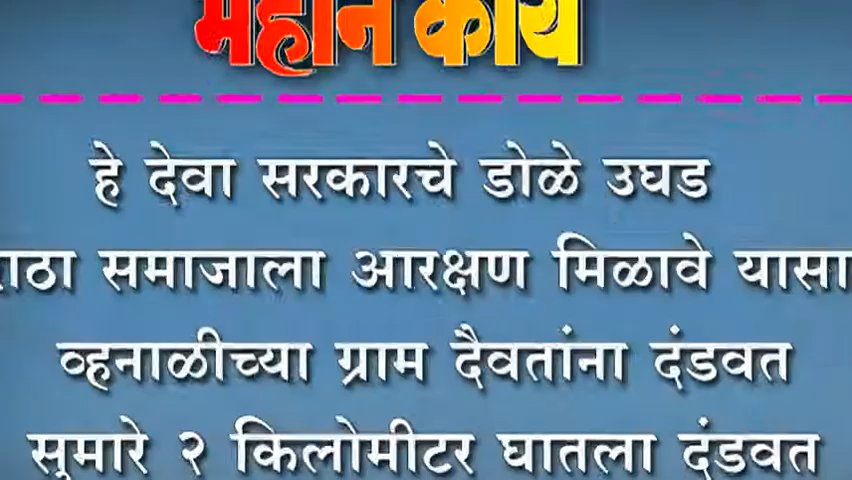 महान कार्य
हे देवा सरकारचे डोळे उघड
समाजाला आरक्षण मिळावे
व्हनाळीच्या ग्राम दैवतांना दंडवत
सुमारे २ किलोमीटर घातला दंडवत